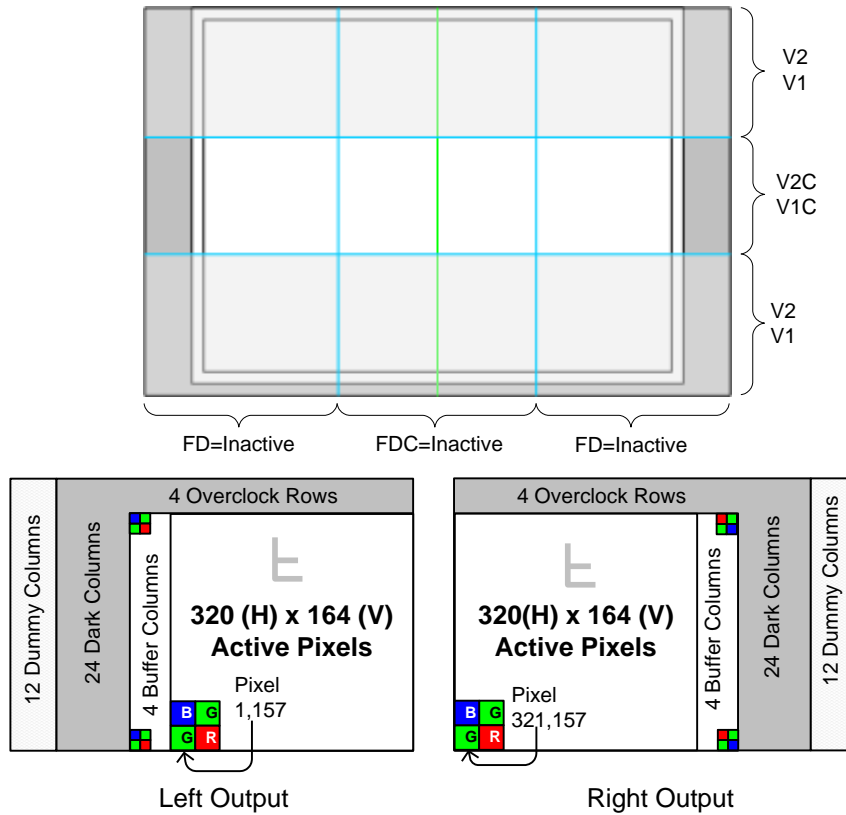 V2
V1
V2C
V1C
V2
V1
FD=Inactive
FDC=Inactive
FD=Inactive
12 Dummy Columns
24 Dark Columns
4 Overclock Rows
4 Buffer Columns
320 (H) x 164 (V)
Active Pixels
Pixel
1,157
B G
G R
Left Output
4 Overclock Rows
320(H) x 164 (V)
Active Pixels
Pixel
321,157
B G
G R
4 Buffer Columns
24 Dark Columns
12 Dummy Columns
Right Output